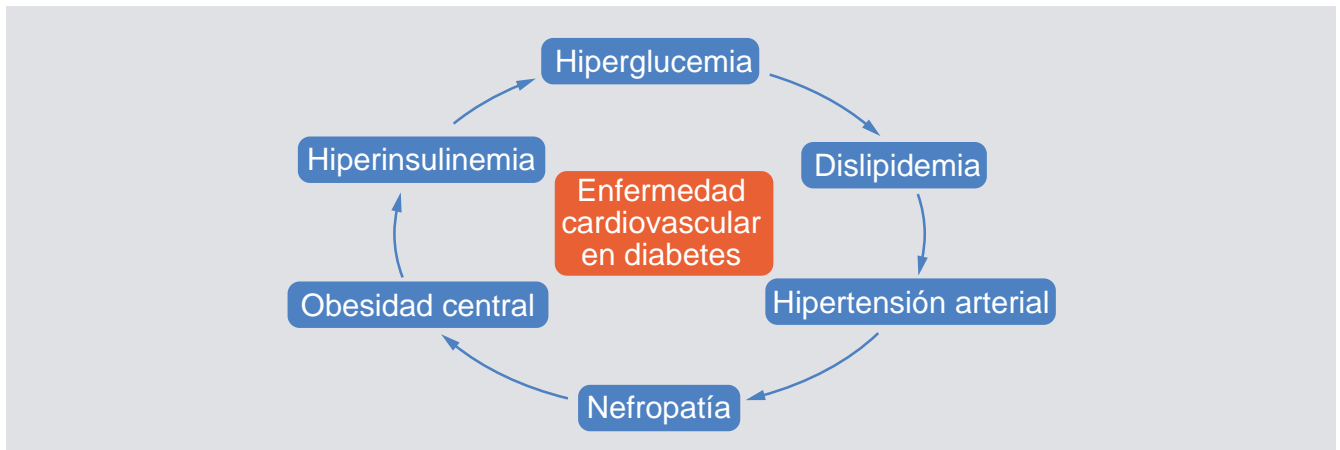 Hiperglucemia
Hiperinsulinemia
Dislipidemia
Enfermedad
cardiovascular
en diabetes
Obesidad central
Hipertensión arterial
Nefropatía